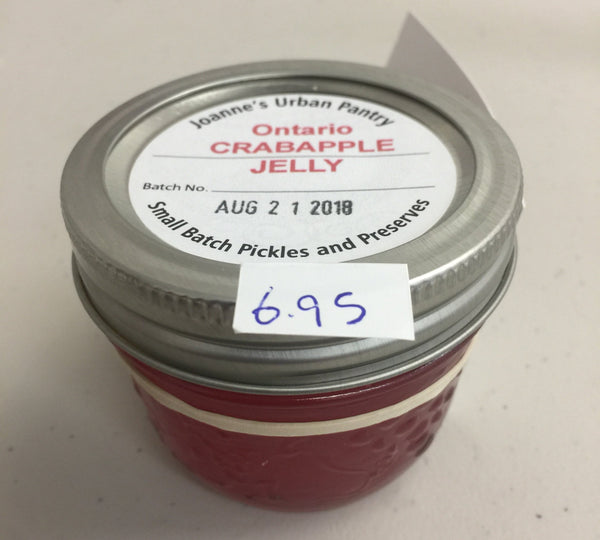 Joanne's Urban Pantry
Ontario
CRABAPPLE
JELLY
Batch No.
AUG 2 1 2018
Small Batch Pickles and Preserves
6.95